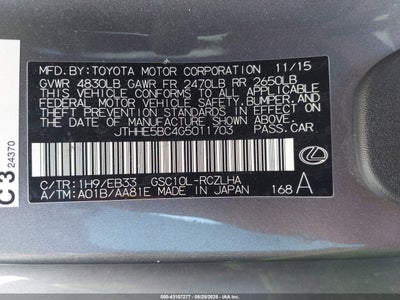 MFD. BY: TOYOTA MOTOR CORPORATION 11/15
GVWR 4830LB GAWR FR 2470LB RR 2650LB
THIS VEHICLE CONFORMS TO ALL APPLICABLE
FEDERAL MOTOR VEHICLE SAFETY, BUMPER, AND
THEFT PREVENTION STANDARDS IN EFFECT ON
THE DATE OF MANUFACTURE SHOWN ABOVE.
JTHHE5BC4G5011703 PASS.CAR
C/TR:1H9/EB33 GSC10L-RCZLHA
A/TM:A01B/AA81E MADE IN JAPAN 168 A
C3
24370
000-43107377 - 08/29/2025 - IAA Holdings, LLC